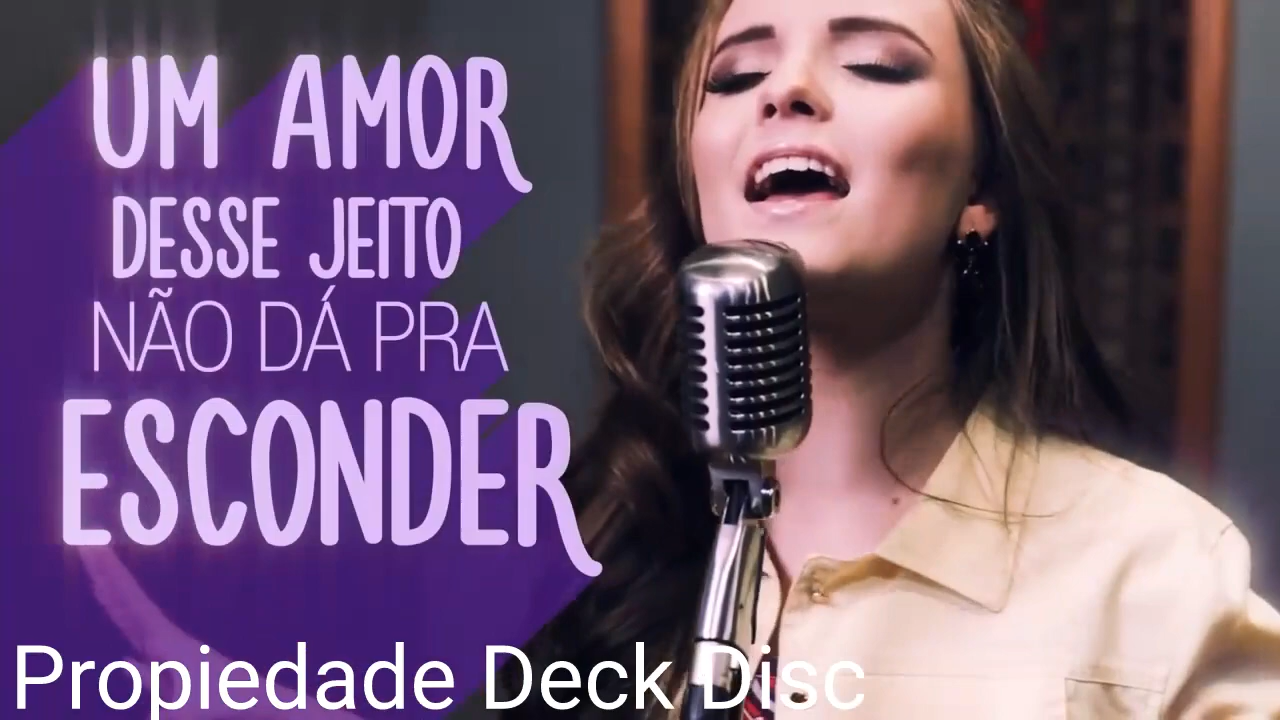 UM AMOR
DESSE JEITO
NÃO DÁ PRA
ESCONDER
Propiedade Deck Disc